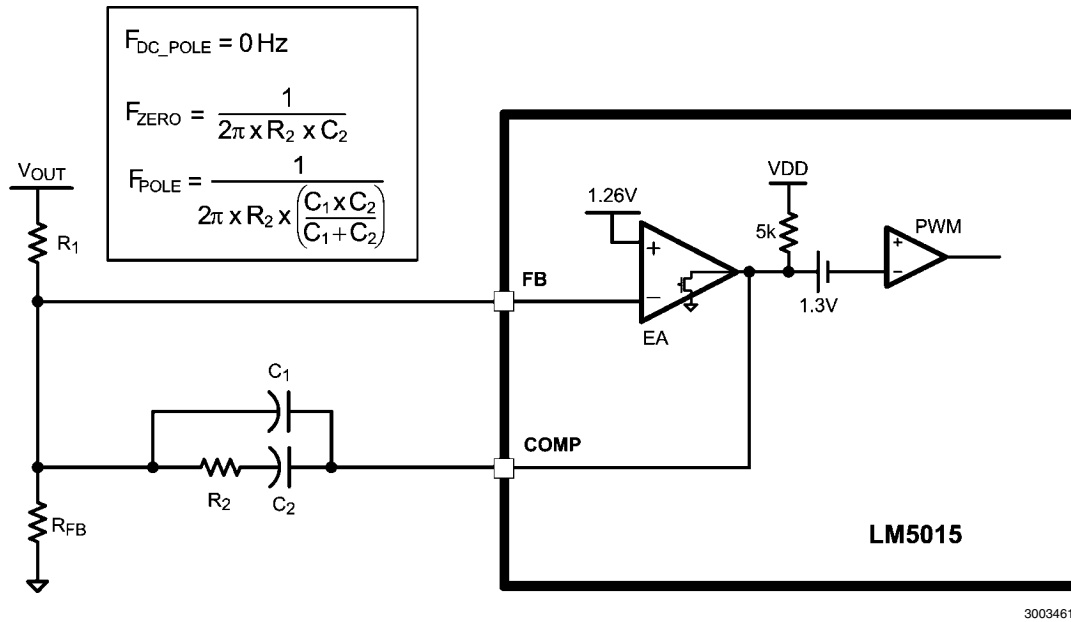 F_DC_POLE = 0 Hz
F_ZERO = 1 / (2π x R_2 x C_2)
F_POLE = 1 / (2π x R_2 x (C_1 x C_2 / C_1 + C_2))
V_OUT
R_1
1.26V
VDD
5k
PWM
+
−
+
−
FB
1.3V
EA
C_1
COMP
R_2
C_2
R_FB
LM5015
3003461